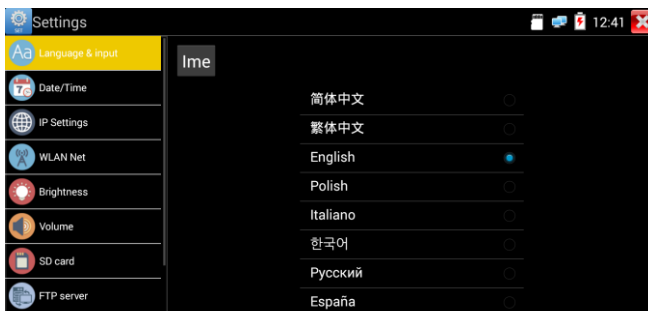 Settings
12:41
SET
Language & input
Date/Time
IP Settings
WLAN Net
Brightness
Volume
SD card
FTP server
Ime
简体中文
繁体中文
English
Polish
Italiano
한국어
Русский
España